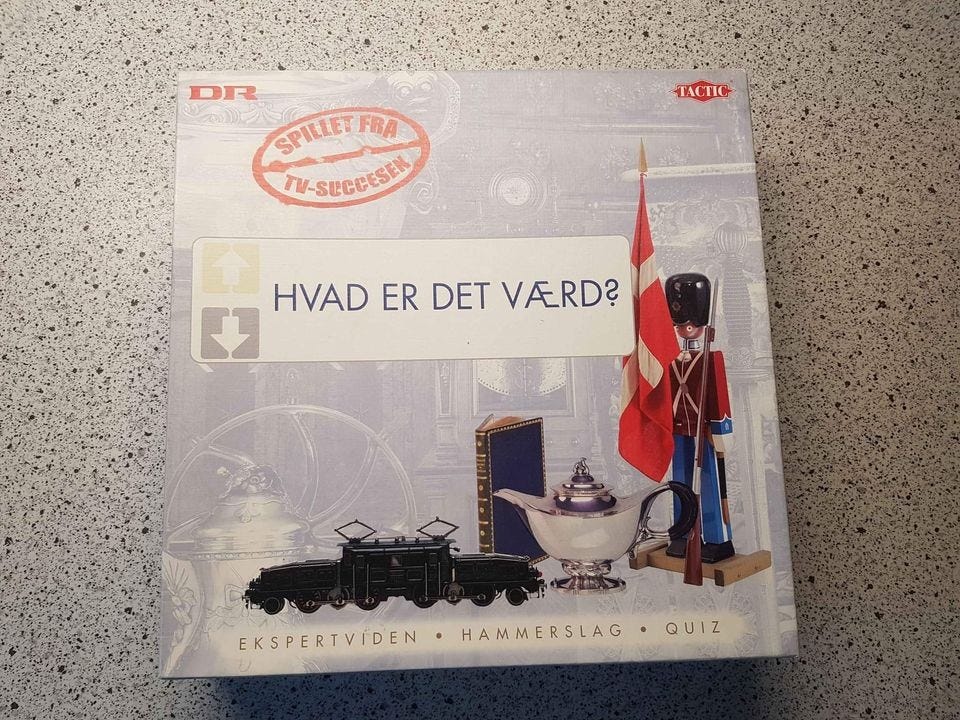 DR
TACTIC
SPILLET FRA
TV-SUCCESEN
HVAD ER DET VÆRD?
EKSPERTVIDEN • HAMMERSLAG • QUIZ